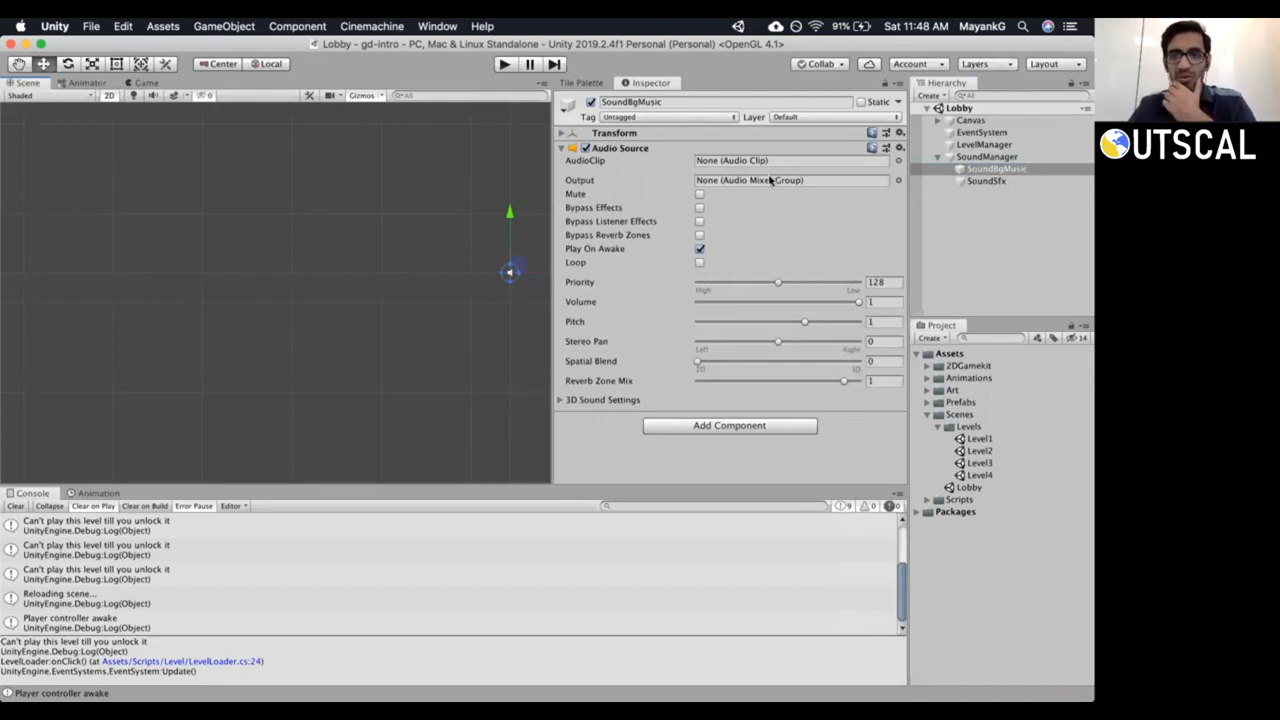 Unity File Edit Assets GameObject Component Cinemachine Window Help 91% Sat 11:48 AM MayankG
Lobby - gd-intro - PC, Mac & Linux Standalone - Unity 2019.2.4f1 Personal (Personal) <OpenGL 4.1>
Center Local Collab Account Layers Layout
Scene Animator Game Tile Palette Inspector Hierarchy
Shaded 2D 0 Gizmos All
Create All
SoundBgMusic Static
Tag Untagged Layer Default
Transform
Audio Source
AudioClip None (Audio Clip)
Output None (Audio Mixer Group)
Mute
Bypass Effects
Bypass Listener Effects
Bypass Reverb Zones
Play On Awake
Loop
Priority 128
High Low
Volume 1
Pitch 1
Stereo Pan 0
Left Right
Spatial Blend 0
2D 3D
Reverb Zone Mix 1
3D Sound Settings
Add Component
Lobby
Canvas
EventSystem
LevelManager
SoundManager
SoundBgMusic
SoundSfx
Project
Create 14
Assets
2DGamekit
Animations
Art
Prefabs
Scenes
Levels
Level1
Level2
Level3
Level4
Lobby
Scripts
Packages
Console Animation
Clear Collapse Clear on Play Clear on Build Error Pause Editor 9 0 0
Can't play this level till you unlock it
UnityEngine.Debug:Log(Object)
Can't play this level till you unlock it
UnityEngine.Debug:Log(Object)
Can't play this level till you unlock it
UnityEngine.Debug:Log(Object)
Reloading scene...
UnityEngine.Debug:Log(Object)
Player controller awake
UnityEngine.Debug:Log(Object)
Can't play this level till you unlock it
UnityEngine.Debug:Log(Object)
LevelLoader:onClick() (at Assets/Scripts/Level/LevelLoader.cs:24)
UnityEngine.EventSystems.EventSystem:Update()
Player controller awake
OUTSCAL